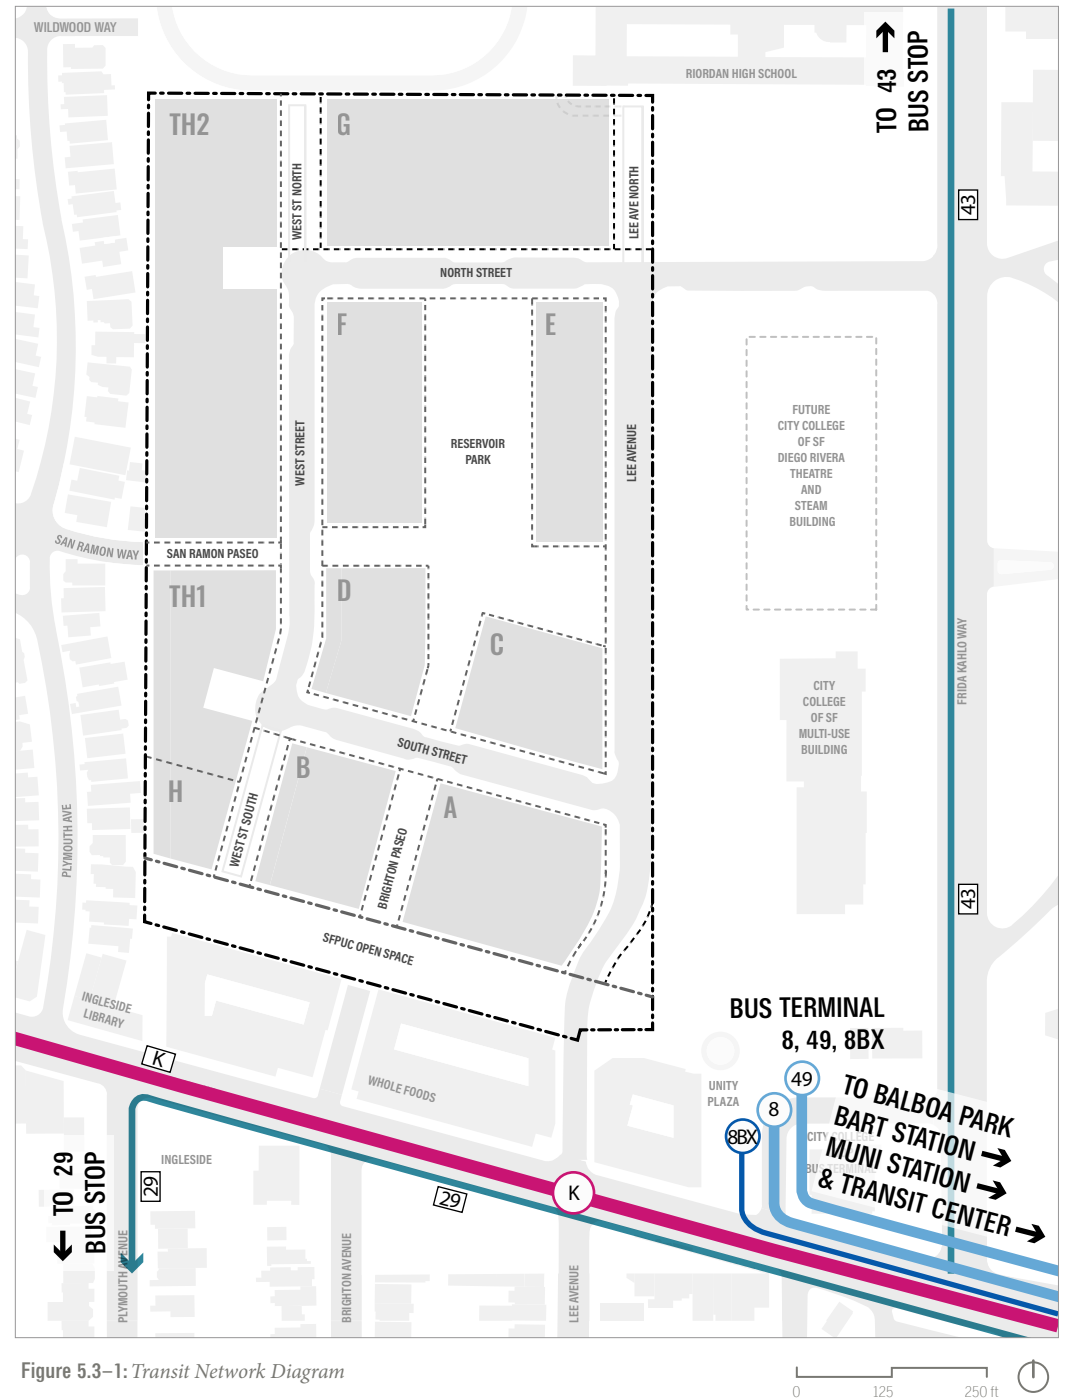 WILDWOOD WAY
RIORDAN HIGH SCHOOL
TO 43
BUS STOP
TH2
G
WEST ST NORTH
LEE AVE NORTH
43
NORTH STREET
F
E
WEST STREET
RESERVOIR
PARK
LEE AVENUE
FUTURE
CITY COLLEGE
OF SF
DIEGO RIVERA
THEATRE
AND
STEAM
BUILDING
SAN RAMON WAY
SAN RAMON PASEO
TH1
D
C
FRIDA KAHLO WAY
CITY
COLLEGE
OF SF
MULTI-USE
BUILDING
SOUTH STREET
H
B
A
WEST ST SOUTH
BRIGHTON PASEO
PLYMOUTH AVE
43
SFPUC OPEN SPACE
INGLESIDE
LIBRARY
BUS TERMINAL
8, 49, 8BX
K
WHOLE FOODS
UNITY
PLAZA
49
8
8BX
CITY COLLEGE
BUS TERMINAL
TO BALBOA PARK
BART STATION
MUNI STATION
& TRANSIT CENTER
TO 29
BUS STOP
29
INGLESIDE
29
K
PLYMOUTH AVENUE
BRIGHTON AVENUE
LEE AVENUE
Figure 5.3–1: Transit Network Diagram
0 125 250 ft